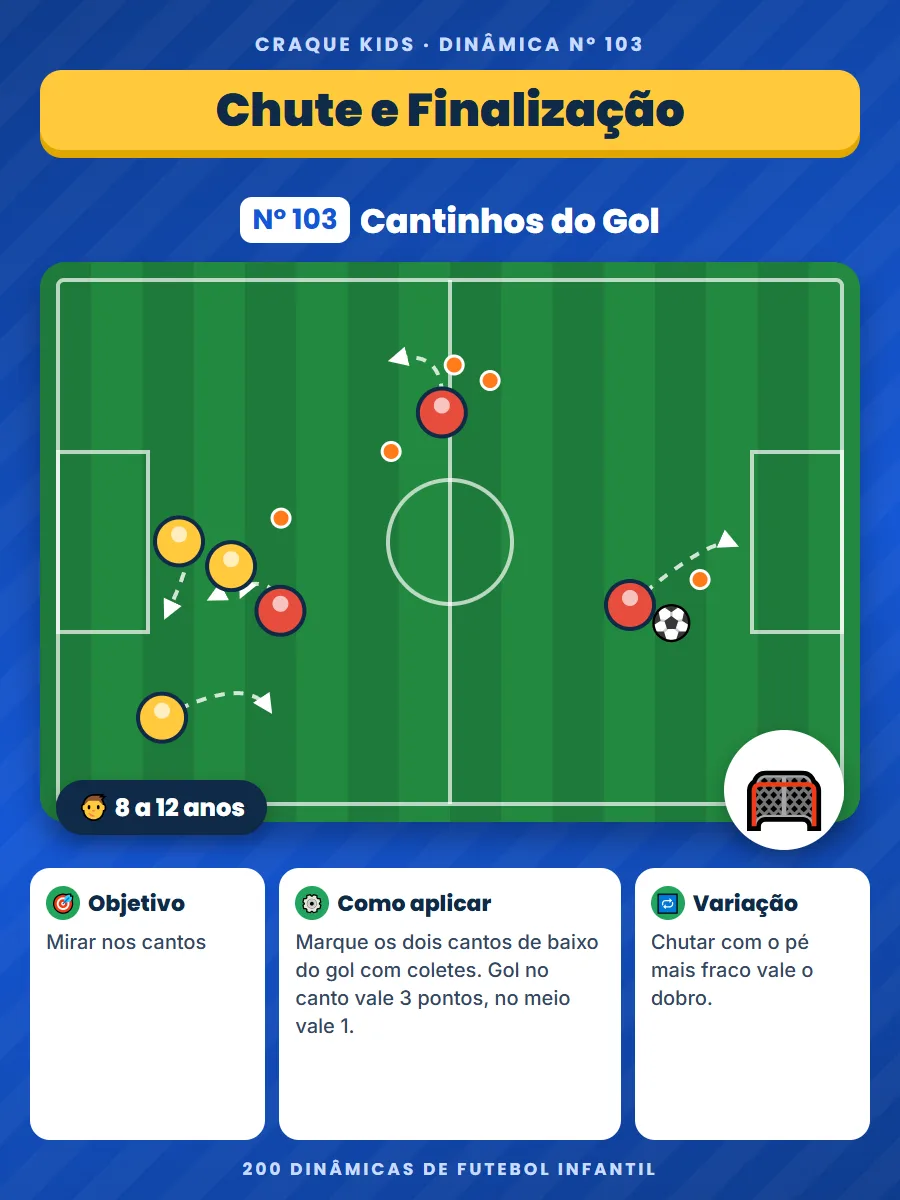 CRAQUE KIDS · DINÂMICA Nº 103
Chute e Finalização
Nº 103 Cantinhos do Gol
8 a 12 anos
Objetivo
Mirar nos cantos
Como aplicar
Marque os dois cantos de baixo
do gol com coletes. Gol no
canto vale 3 pontos, no meio
vale 1.
Variação
Chutar com o pé
mais fraco vale o
dobro.
200 DINÂMICAS DE FUTEBOL INFANTIL